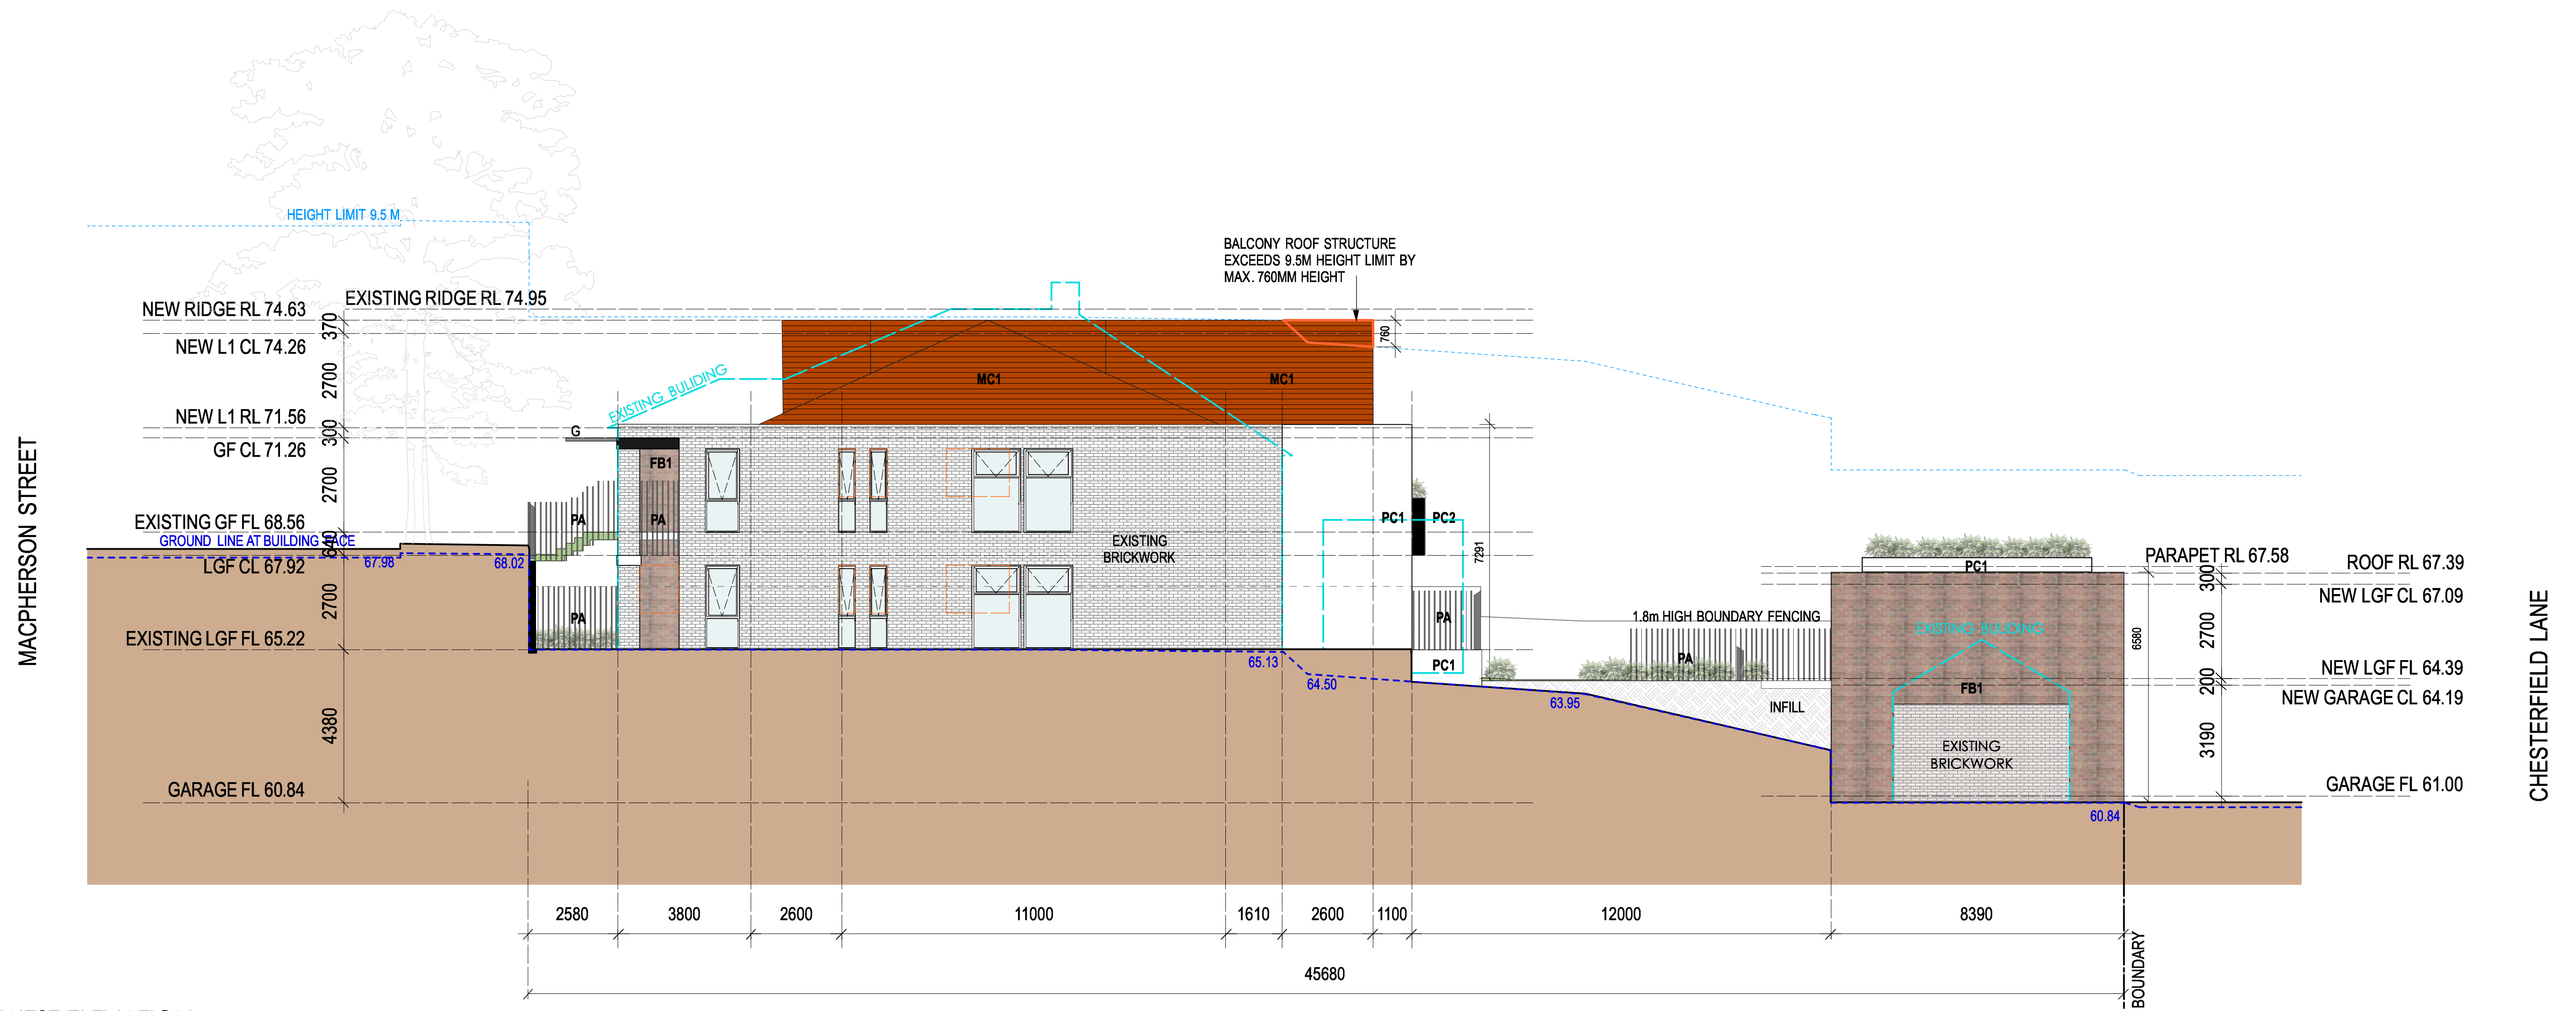 HEIGHT LIMIT 9.5 M
BALCONY ROOF STRUCTURE
EXCEEDS 9.5M HEIGHT LIMIT BY
MAX. 760MM HEIGHT
EXISTING RIDGE RL 74.95
NEW RIDGE RL 74.63
370
NEW L1 CL 74.26
760
2700
EXISTING BULIDING
MC1
MC1
NEW L1 RL 71.56
300
GF CL 71.26
G
FB1
2700
PA
PA
PC1
PC2
EXISTING GF FL 68.56
GROUND LINE AT BUILDING FACE
640
67.98
68.02
LGF CL 67.92
EXISTING
BRICKWORK
7291
2700
PA
PA
1.8m HIGH BOUNDARY FENCING
EXISTING LGF FL 65.22
65.13
64.50
PC1
PA
63.95
INFILL
4380
GARAGE FL 60.84
PARAPET RL 67.58
PC1
ROOF RL 67.39
300
NEW LGF CL 67.09
EXISTING BUILDING
6580
2700
NEW LGF FL 64.39
FB1
200
NEW GARAGE CL 64.19
EXISTING
BRICKWORK
3190
GARAGE FL 61.00
60.84
MACPHERSON STREET
CHESTERFIELD LANE
2580
3800
2600
11000
1610
2600
1100
12000
8390
45680
BOUNDARY